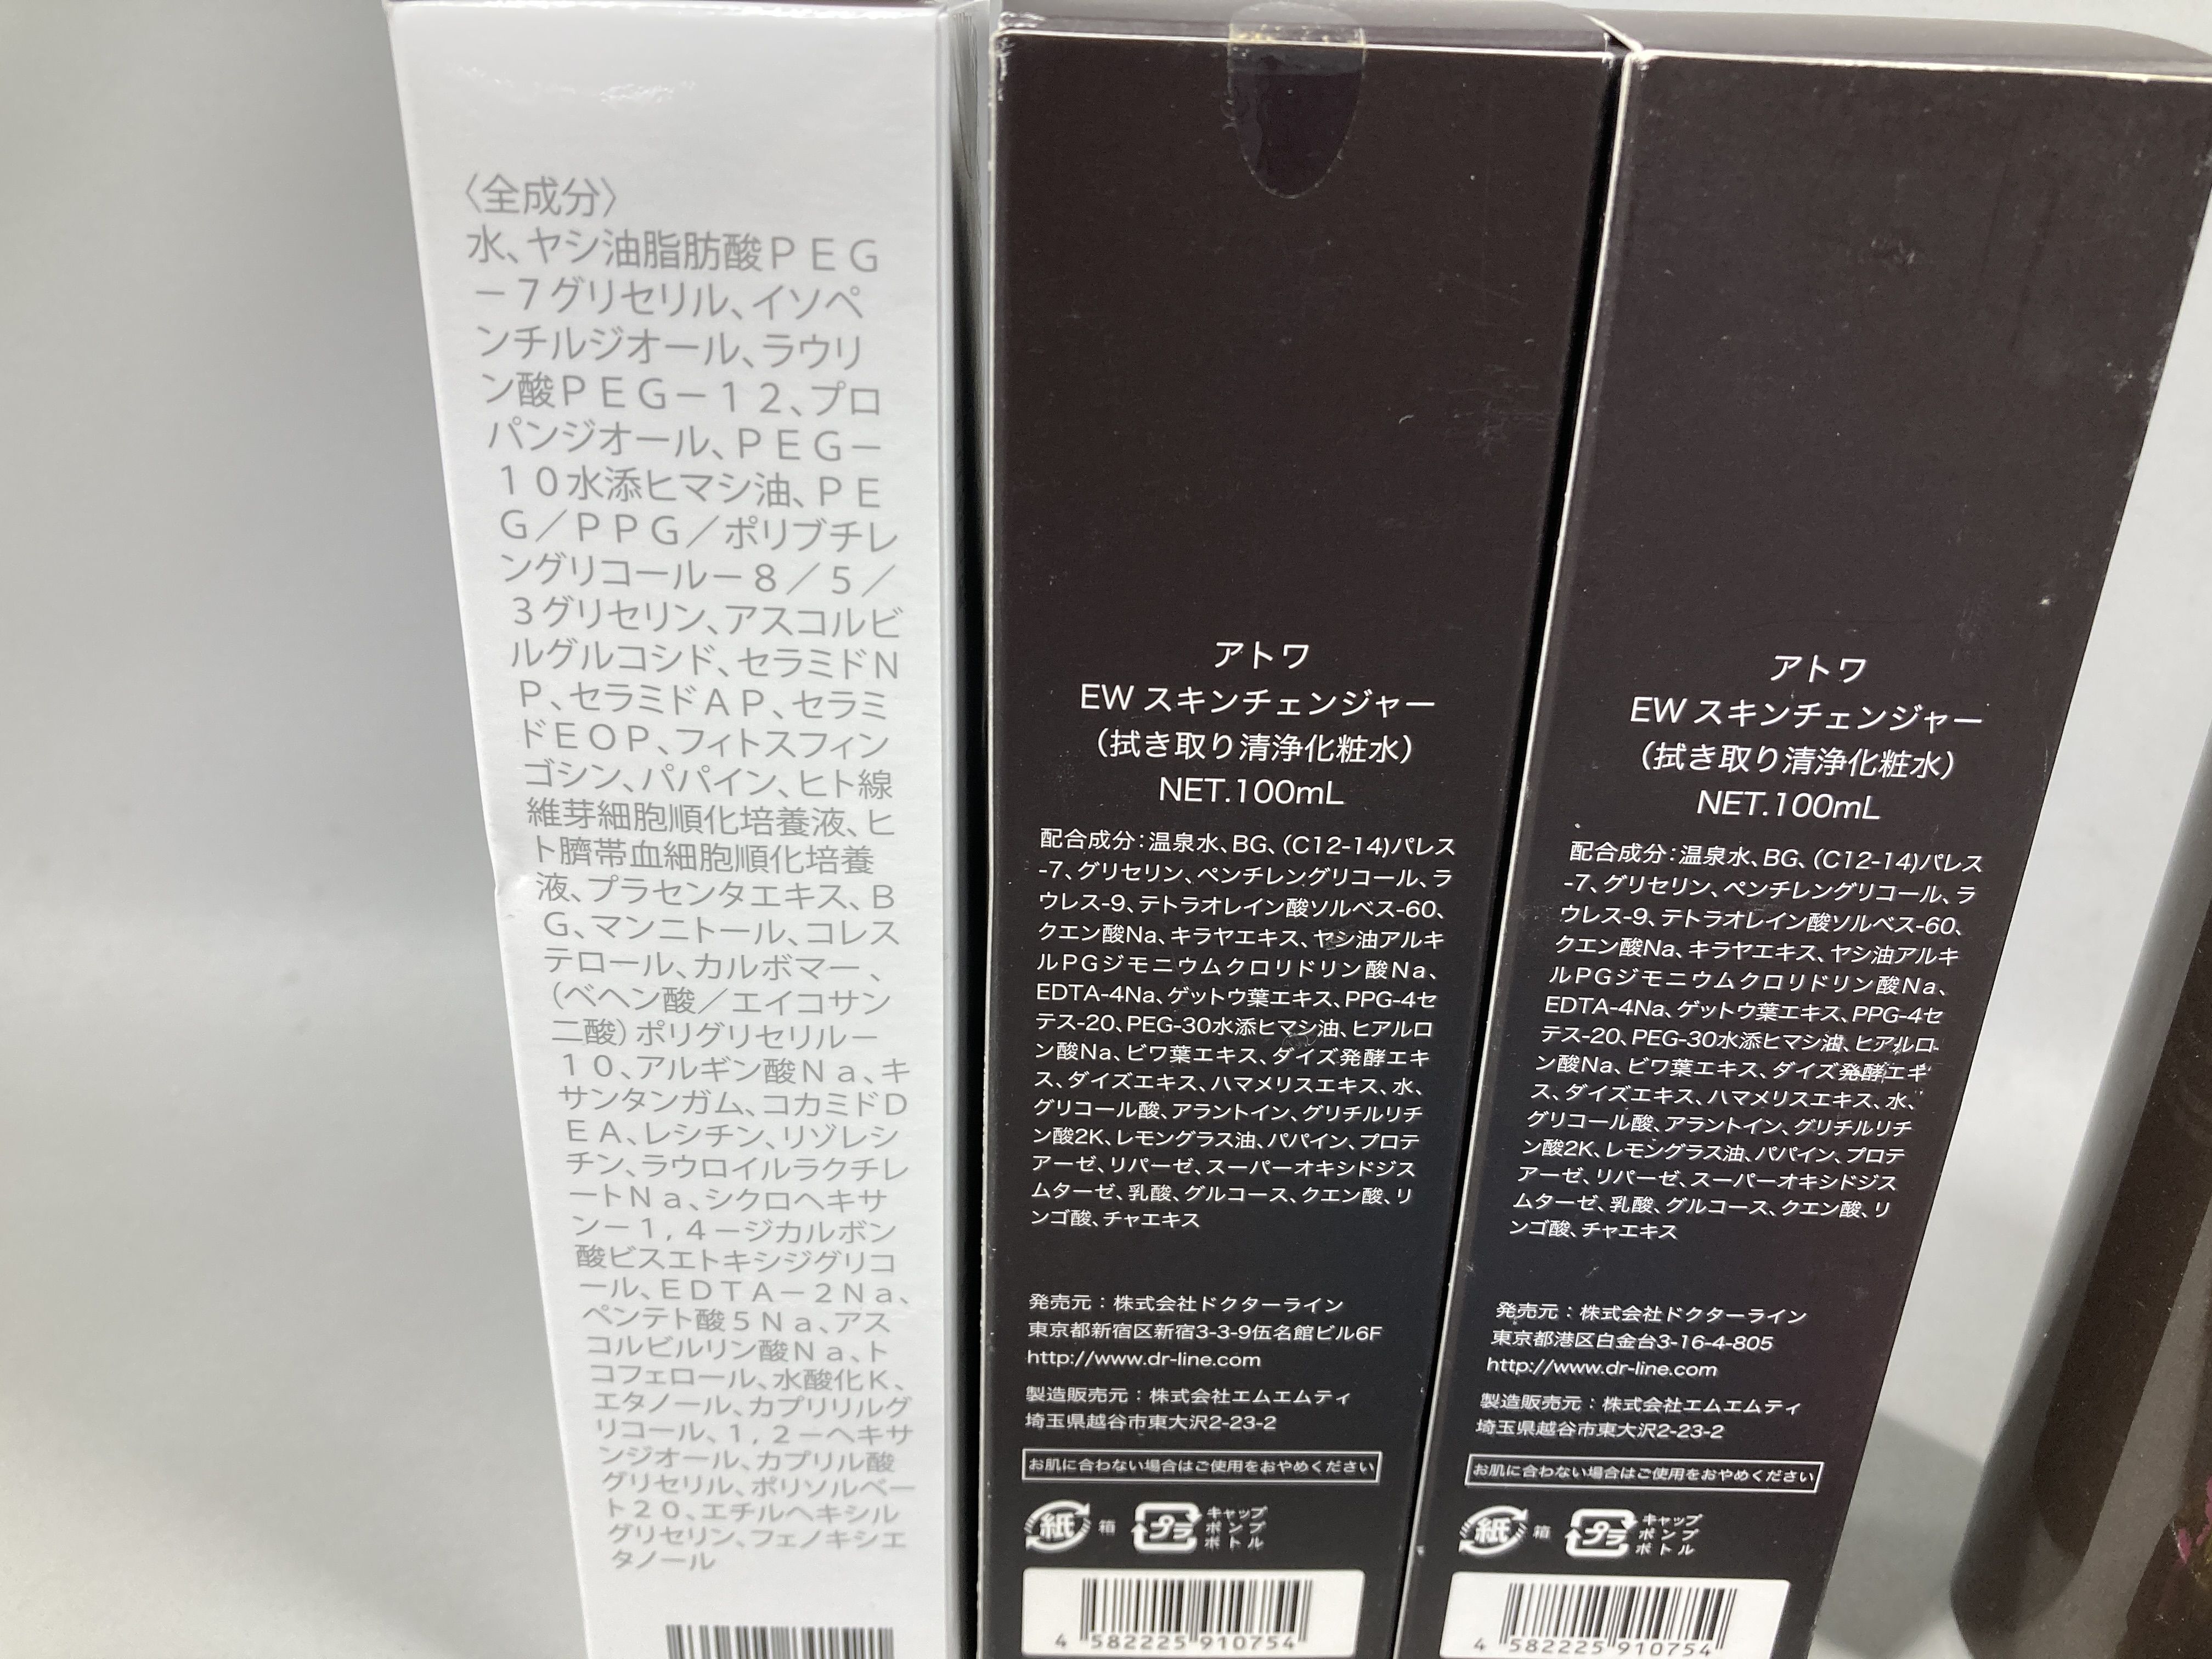 〈全成分〉
水、ヤシ油脂肪酸ＰＥＧ
－７グリセリル、イソペ
ンチルジオール、ラウリ
ン酸ＰＥＧ－１２、プロ
パンジオール、ＰＥＧ－
１０水添ヒマシ油、ＰＥ
Ｇ／ＰＰＧ／ポリブチレ
ングリコール－８／５／
３グリセリン、アスコルビ
ルグルコシド、セラミドＮ
Ｐ、セラミドＡＰ、セラミ
ドＥＯＰ、フィトスフィン
ゴシン、パパイン、ヒト線
維芽細胞順化培養液、ヒ
ト臍帯血細胞順化培養
液、プラセンタエキス、Ｂ
Ｇ、マンニトール、コレス
テロール、カルボマー、
（ベヘン酸／エイコサン
二酸）ポリグリセリル－
１０、アルギン酸Ｎａ、キ
サンタンガム、コカミドＤ
ＥＡ、レシチン、リゾレシ
チン、ラウロイルラクチレ
ートＮａ、シクロヘキサ
ン－１，４－ジカルボン
酸ビスエトキシジグリコ
ール、ＥＤＴＡ－２Ｎａ、
ペンテト酸５Ｎａ、アス
コルビルリン酸Ｎａ、ト
コフェロール、水酸化Ｋ、
エタノール、カプリリルグ
リコール、１，２－ヘキサ
ンジオール、カプリル酸
グリセリル、ポリソルベー
ト２０、エチルヘキシル
グリセリン、フェノキシエ
タノール
アトワ
EW スキンチェンジャー
（拭き取り清浄化粧水）
NET.100mL
配合成分：温泉水、BG、(C12-14)パレス
-7、グリセリン、ペンチレングリコール、ラ
ウレス-9、テトラオレイン酸ソルベス-60、
クエン酸Na、キラヤエキス、ヤシ油アルキ
ルPGジモニウムクロリドリン酸Na、
EDTA-4Na、ゲットウ葉エキス、PPG-4セ
テス-20、PEG-30水添ヒマシ油、ヒアルロ
ン酸Na、ビワ葉エキス、ダイズ発酵エキ
ス、ダイズエキス、ハマメリスエキス、水、
グリコール酸、アラントイン、グリチルリチ
ン酸2K、レモングラス油、パパイン、プロテ
アーゼ、リパーゼ、スーパーオキシドジス
ムターゼ、乳酸、グルコース、クエン酸、リ
ンゴ酸、チャエキス
発売元：株式会社ドクターライン
東京都新宿区新宿3-3-9伍名館ビル6F
http://www.dr-line.com
製造販売元：株式会社エムエムティ
埼玉県越谷市東大沢2-23-2
お肌に合わない場合はご使用をおやめください
紙 箱 プラ キャップ
ポンプ
ボトル
4 582225 910754
アトワ
EW スキンチェンジャー
（拭き取り清浄化粧水）
NET.100mL
配合成分：温泉水、BG、(C12-14)パレス
-7、グリセリン、ペンチレングリコール、ラ
ウレス-9、テトラオレイン酸ソルベス-60、
クエン酸Na、キラヤエキス、ヤシ油アルキ
ルPGジモニウムクロリドリン酸Na、
EDTA-4Na、ゲットウ葉エキス、PPG-4セ
テス-20、PEG-30水添ヒマシ油、ヒアルロ
ン酸Na、ビワ葉エキス、ダイズ発酵エキ
ス、ダイズエキス、ハマメリスエキス、水、
グリコール酸、アラントイン、グリチルリチ
ン酸2K、レモングラス油、パパイン、プロテ
アーゼ、リパーゼ、スーパーオキシドジス
ムターゼ、乳酸、グルコース、クエン酸、リ
ンゴ酸、チャエキス
発売元：株式会社ドクターライン
東京都港区白金台3-16-4-805
http://www.dr-line.com
製造販売元：株式会社エムエムティ
埼玉県越谷市東大沢2-23-2
お肌に合わない場合はご使用をおやめください
紙 箱 プラ キャップ
ポンプ
ボトル
4 582225 910754